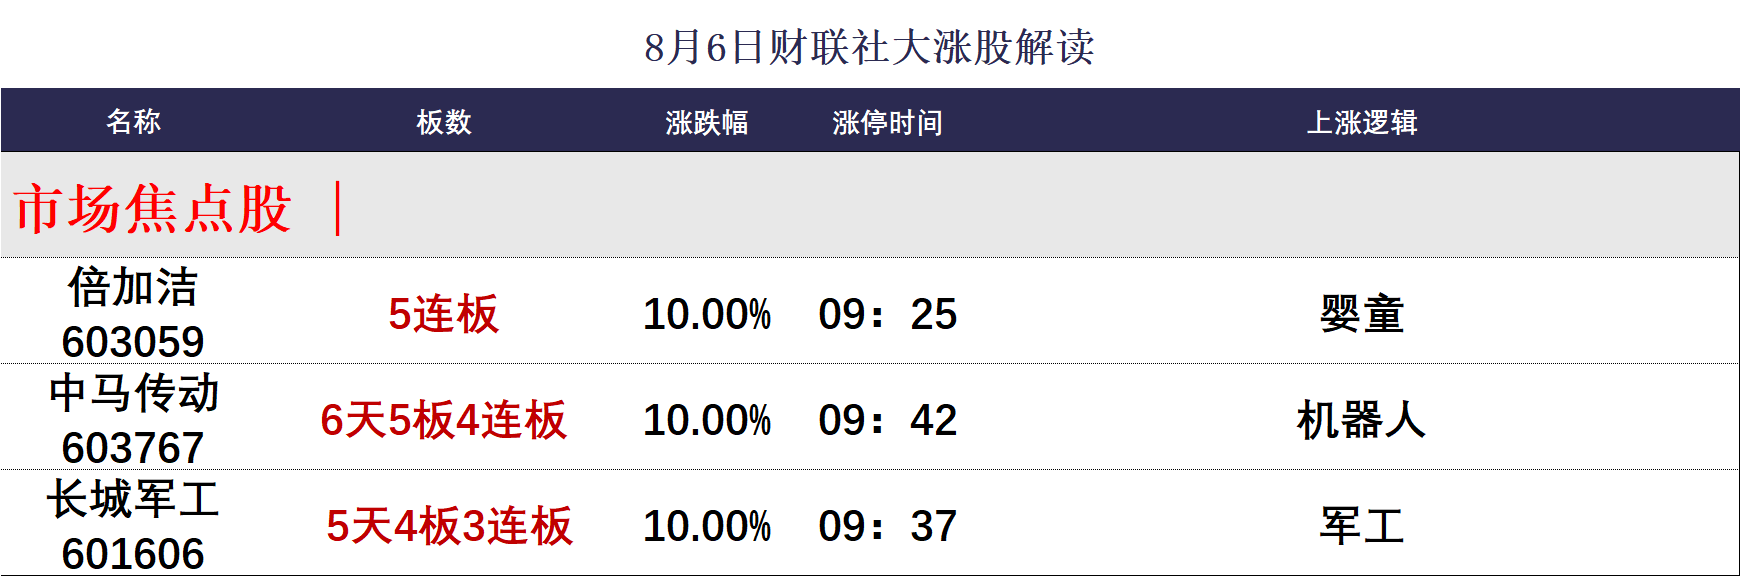 8月6日财联社大涨股解读
名称 板数 涨跌幅 涨停时间 上涨逻辑
市场焦点股 ｜
倍加洁
603059 5连板 10.00% 09：25 婴童
中马传动
603767 6天5板4连板 10.00% 09：42 机器人
长城军工
601606 5天4板3连板 10.00% 09：37 军工